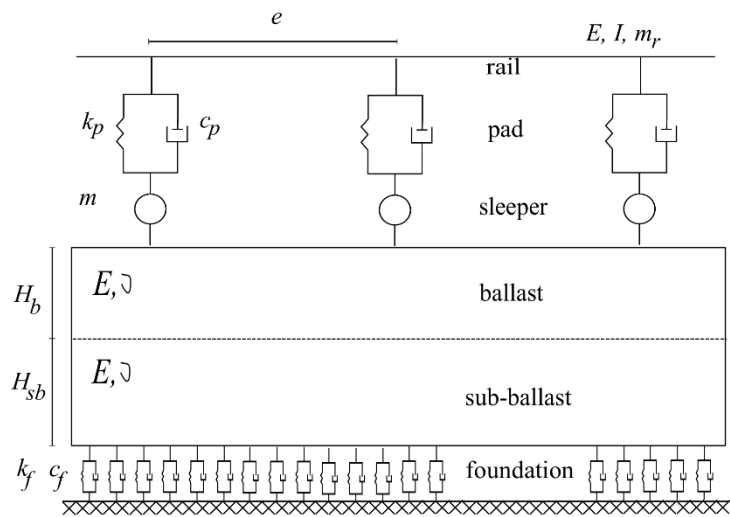 e
E, I, m_r
rail
k_p c_p
pad
m
sleeper
H_b
E,
ballast
H_sb
E,
sub-ballast
k_f c_f
foundation